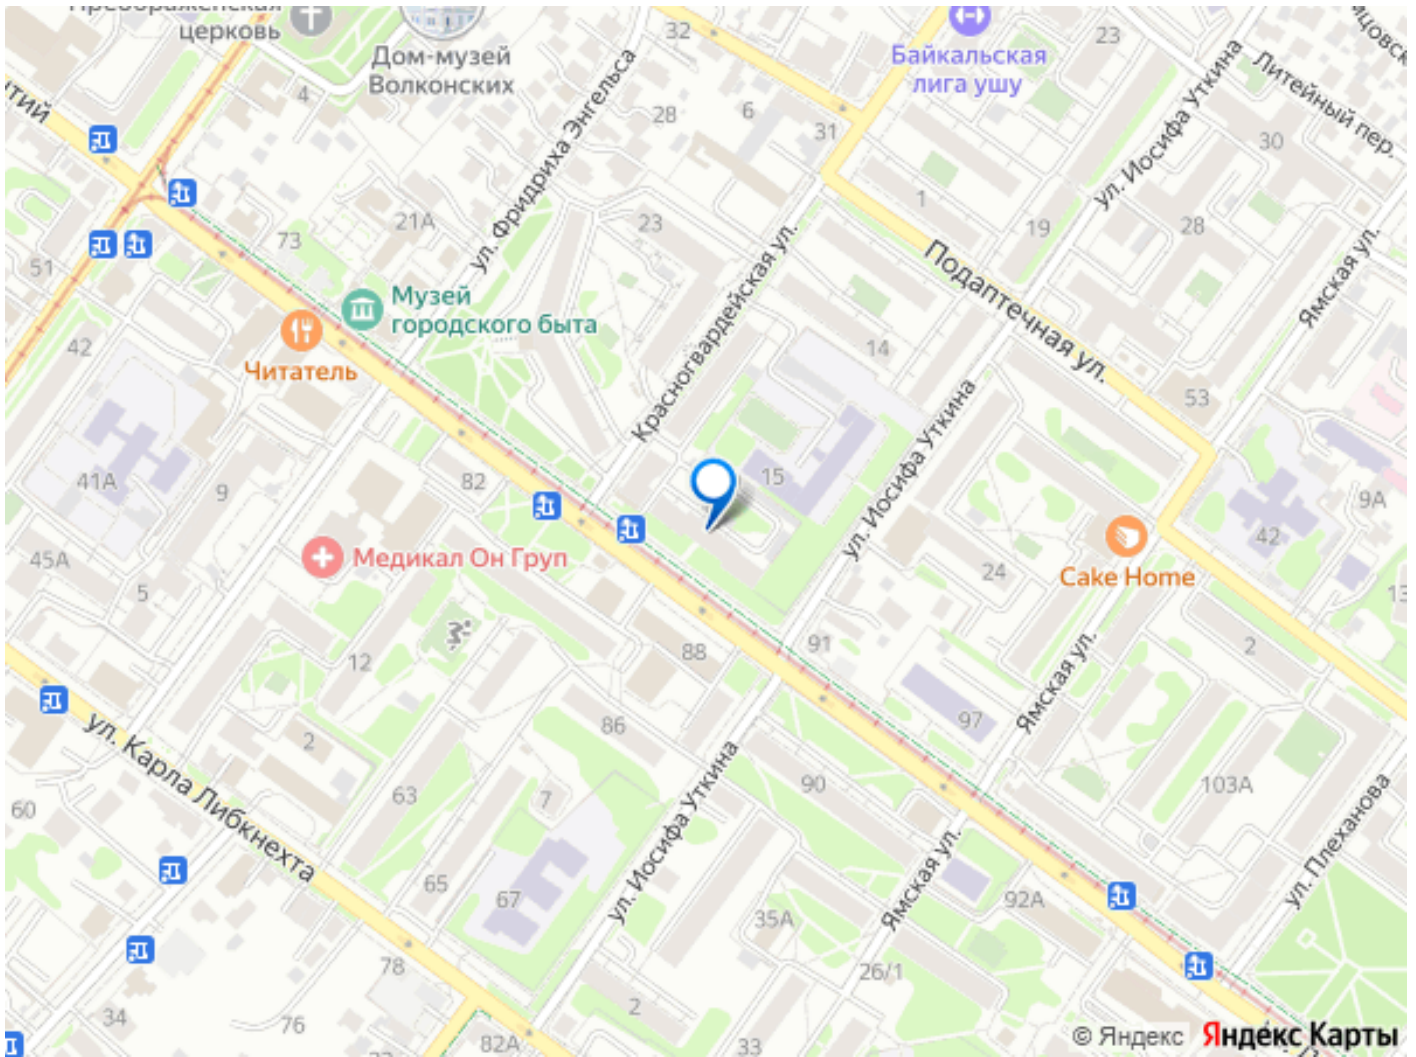 церковь
Дом-музей
Волконских
32
Байкальская
лига ушу
23
ул. Иосифа Уткина
Литейный пер.
4
ул. Фридриха Энгельса
28
6
31
30
1
19
28
21А
23
73
51
Подаптечная ул.
Ямская ул.
Музей
городского быта
Красногвардейская ул.
Читатель
42
14
53
ул. Иосифа Уткина
41А
9
82
15
9А
42
45А
5
Медикал Он Груп
24
Cake Home
12
88
91
2
Ямская ул.
97
ул. Карла Либкнехта
2
86
63
7
90
103А
60
ул. Иосифа Уткина
ул. Плеханова
65
67
Ямская ул.
92А
35А
78
26/1
34
76
2
82А
33
© Яндекс Яндекс Карты